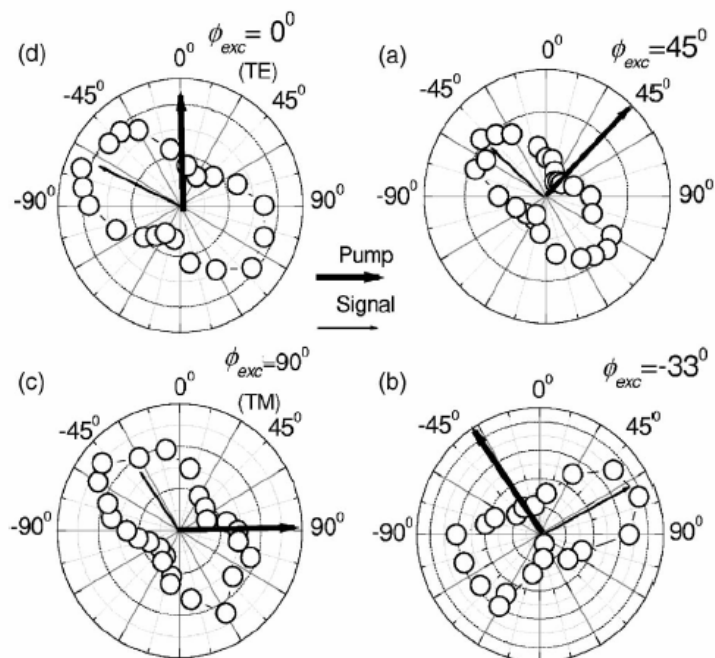 (d) ϕexc= 0⁰
(TE)
0⁰
-45⁰ 45⁰
-90⁰ 90⁰
(a) ϕexc=45⁰
0⁰
-45⁰ 45⁰
-90⁰ 90⁰
Pump
Signal
(c) ϕexc=90⁰
(TM)
0⁰
-45⁰ 45⁰
-90⁰ 90⁰
(b) ϕexc=-33⁰
0⁰
-45⁰ 45⁰
-90⁰ 90⁰